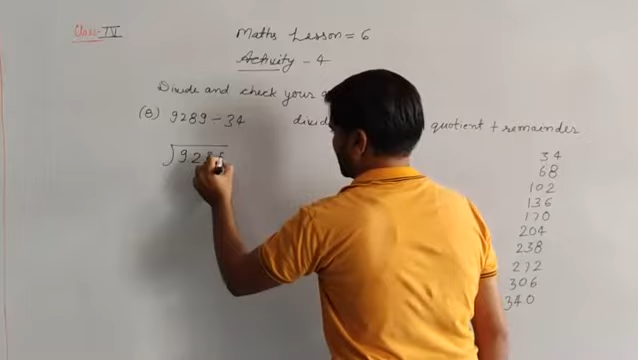 Class-IV
Maths Lesson = 6
Activity - 4
Divide and check your
(B) 9289 - 34
divid
quotient + remainder
92
34
68
102
136
170
204
238
272
306
340